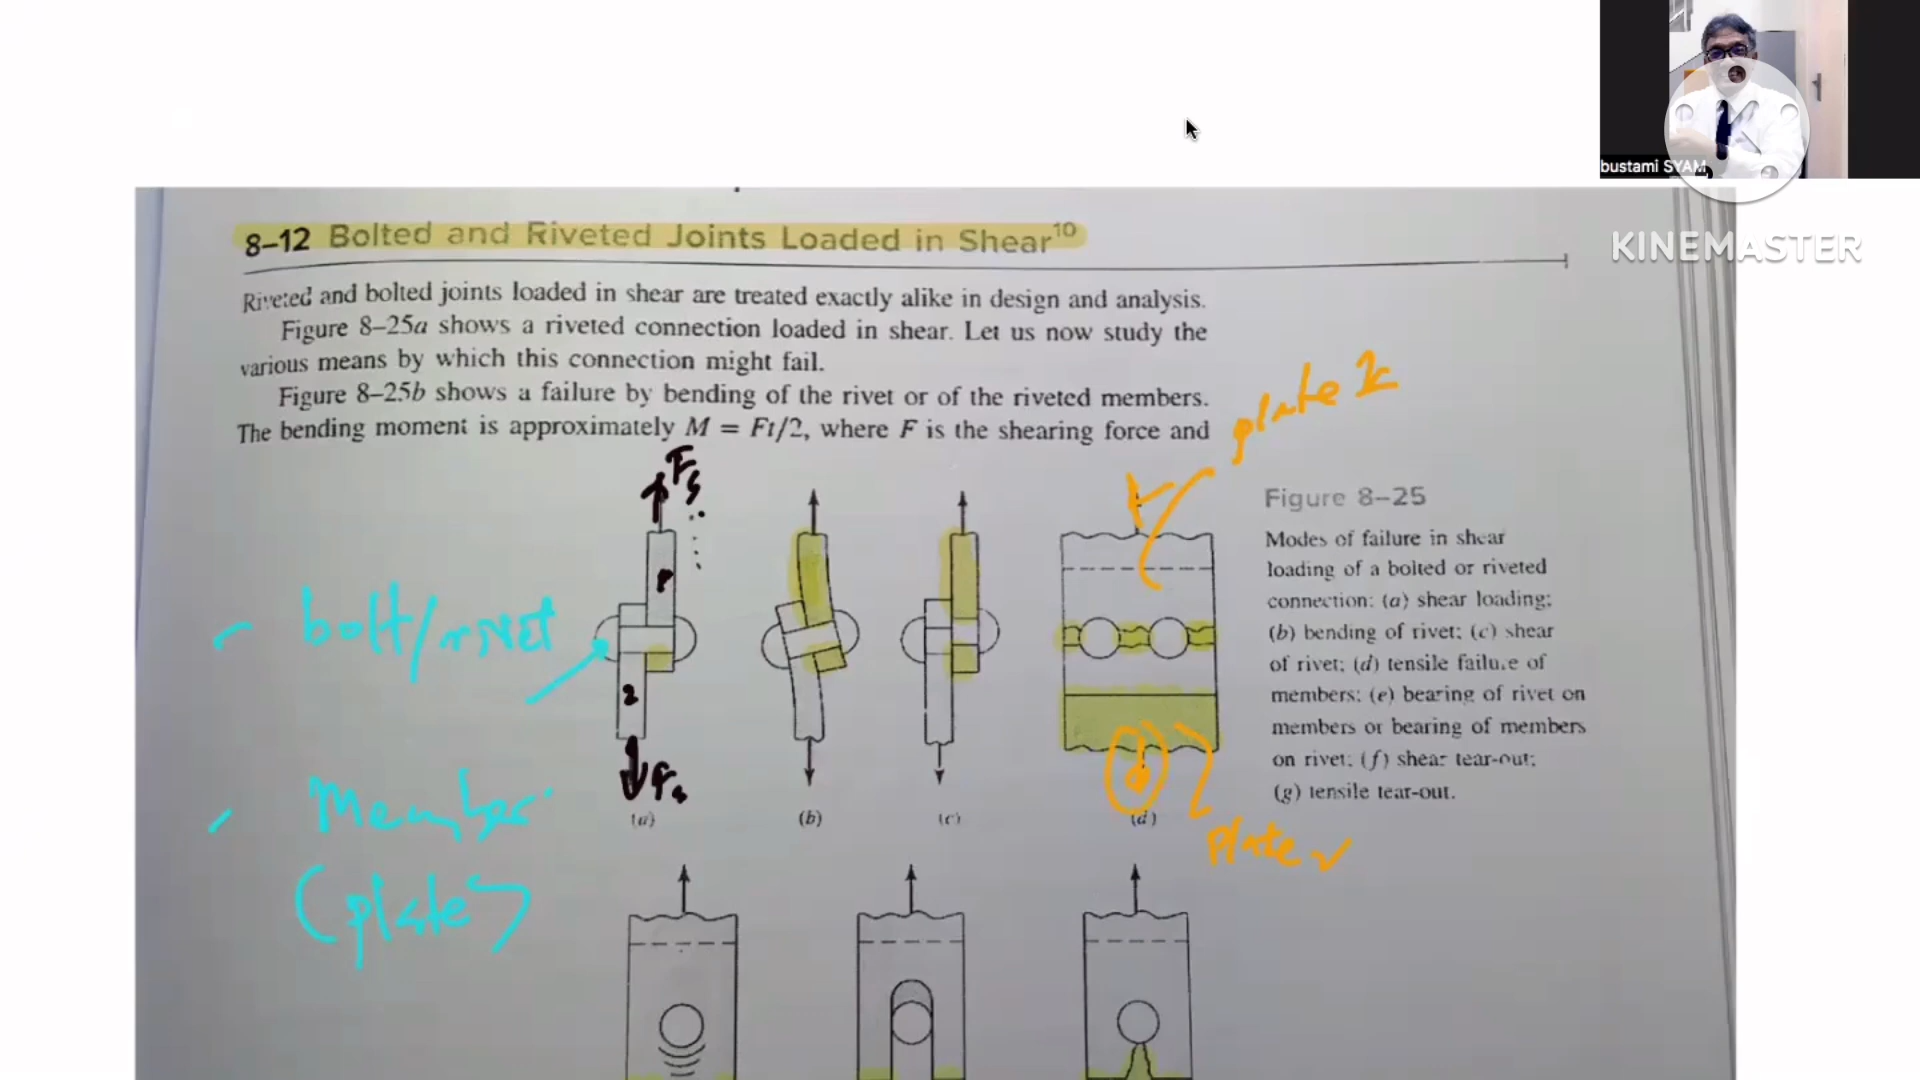 bustami SYAM
KINEMASTER
8–12 Bolted and Riveted Joints Loaded in Shear¹⁰
Riveted and bolted joints loaded in shear are treated exactly alike in design and analysis.
Figure 8–25a shows a riveted connection loaded in shear. Let us now study the
various means by which this connection might fail.
Figure 8–25b shows a failure by bending of the rivet or of the riveted members.
The bending moment is approximately M = Ft/2, where F is the shearing force and
plate
Fs
Figure 8–25
Modes of failure in shear
loading of a bolted or riveted
connection: (a) shear loading;
(b) bending of rivet; (c) shear
of rivet; (d) tensile failure of
members; (e) bearing of rivet on
members or bearing of members
on rivet; (f) shear tear-out;
(g) tensile tear-out.
bolt/rivet
2
Fs
(a)
(b)
(c)
(d)
plate
Member
(plate)